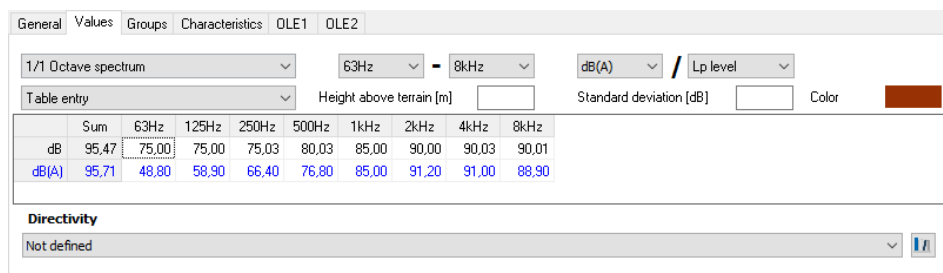 General Values Groups Characteristics OLE1 OLE2
1/1 Octave spectrum 63Hz - 8kHz dB(A) / Lp level
Table entry Height above terrain [m] Standard deviation [dB] Color
Sum 63Hz 125Hz 250Hz 500Hz 1kHz 2kHz 4kHz 8kHz
dB 95,47 75,00 75,00 75,03 80,03 85,00 90,00 90,03 90,01
dB(A) 95,71 48,80 58,90 66,40 76,80 85,00 91,20 91,00 88,90
Directivity
Not defined